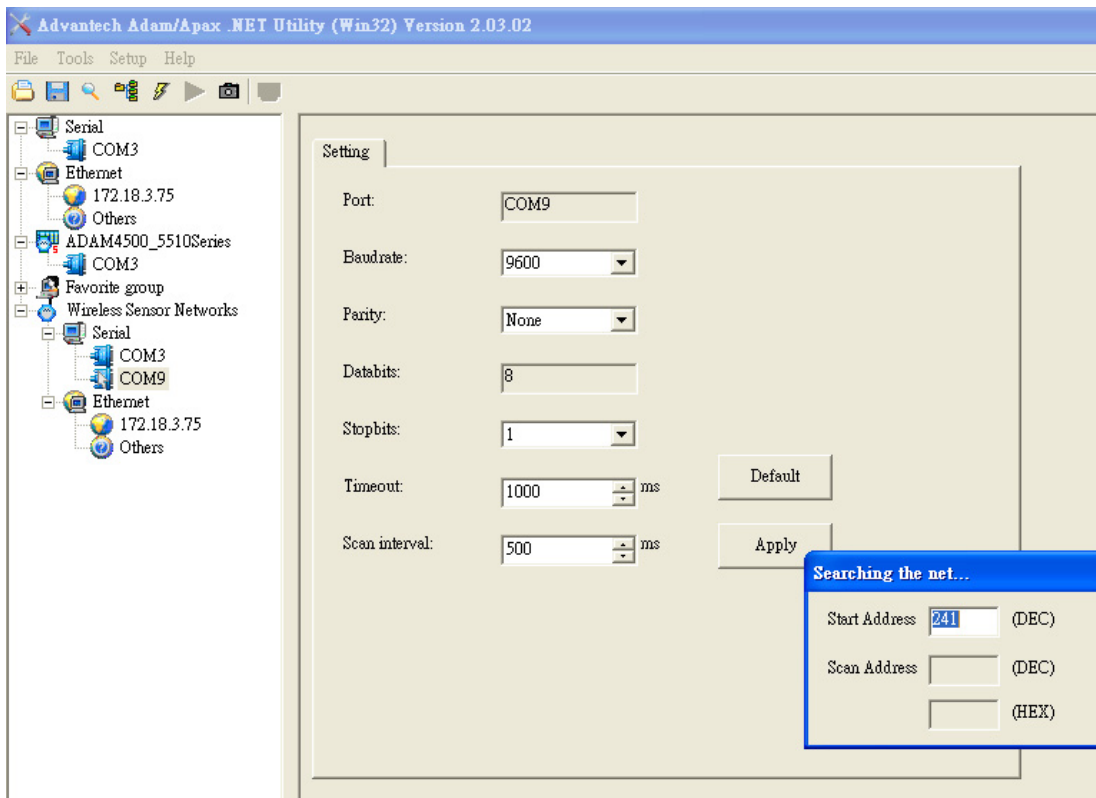 Advantech Adam/Apax .NET Utility (Win32) Version 2.03.02
File Tools Setup Help
Serial
COM3
Ethernet
172.18.3.75
Others
ADAM4500_5510Series
COM3
Favorite group
Wireless Sensor Networks
Serial
COM3
COM9
Ethernet
172.18.3.75
Others
Setting
Port: COM9
Baudrate: 9600
Parity: None
Databits: 8
Stopbits: 1
Timeout: 1000 ms
Default
Scan interval: 500 ms
Apply
Searching the net...
Start Address 241 (DEC)
Scan Address (DEC)
(HEX)